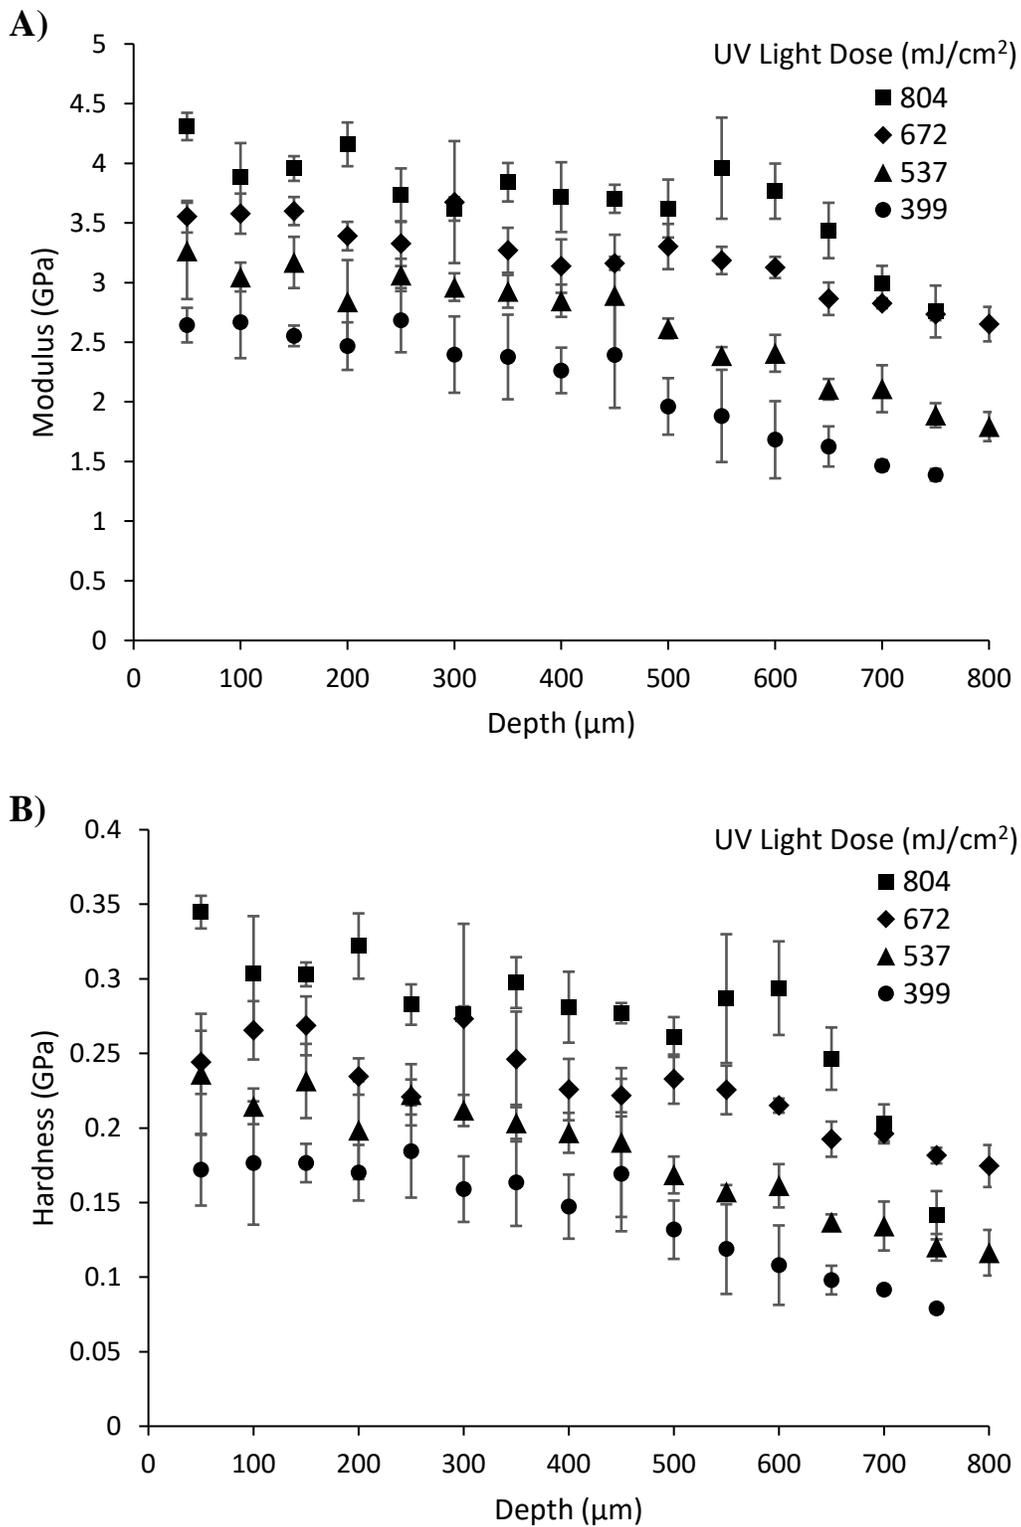 A)
UV Light Dose (mJ/cm²)
804
672
537
399
Modulus (GPa)
5
4.5
4
3.5
3
2.5
2
1.5
1
0.5
0
0 100 200 300 400 500 600 700 800
Depth (µm)
B)
UV Light Dose (mJ/cm²)
804
672
537
399
Hardness (GPa)
0.4
0.35
0.3
0.25
0.2
0.15
0.1
0.05
0
0 100 200 300 400 500 600 700 800
Depth (µm)